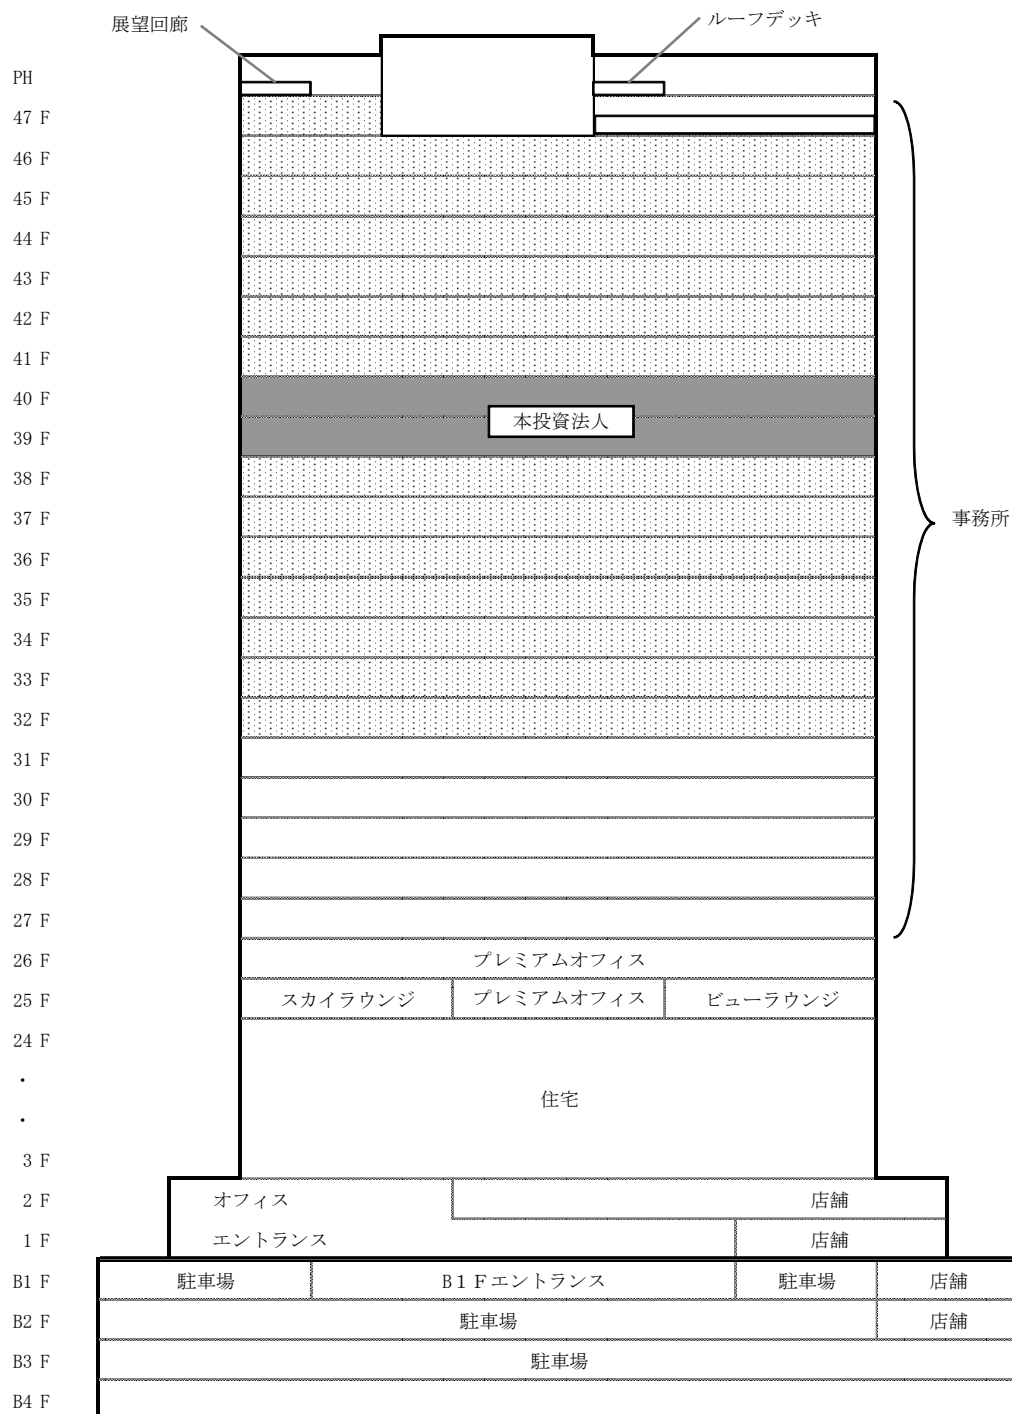 展望回廊
ルーフデッキ
PH
47 F
46 F
45 F
44 F
43 F
42 F
41 F
40 F
本投資法人
39 F
38 F
37 F
事務所
36 F
35 F
34 F
33 F
32 F
31 F
30 F
29 F
28 F
27 F
26 F プレミアムオフィス
25 F スカイラウンジ プレミアムオフィス ビューラウンジ
24 F
・
住宅
・
3 F
2 F オフィス 店舗
1 F エントランス 店舗
B1 F 駐車場 B1Fエントランス 駐車場 店舗
B2 F 駐車場 店舗
B3 F 駐車場
B4 F